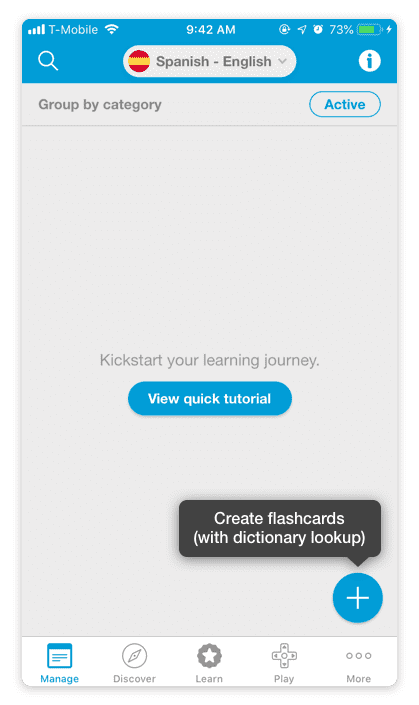 T-Mobile 9:42 AM 73%
Spanish - English
Group by category Active
Kickstart your learning journey.
View quick tutorial
Create flashcards
(with dictionary lookup)
Manage Discover Learn Play More